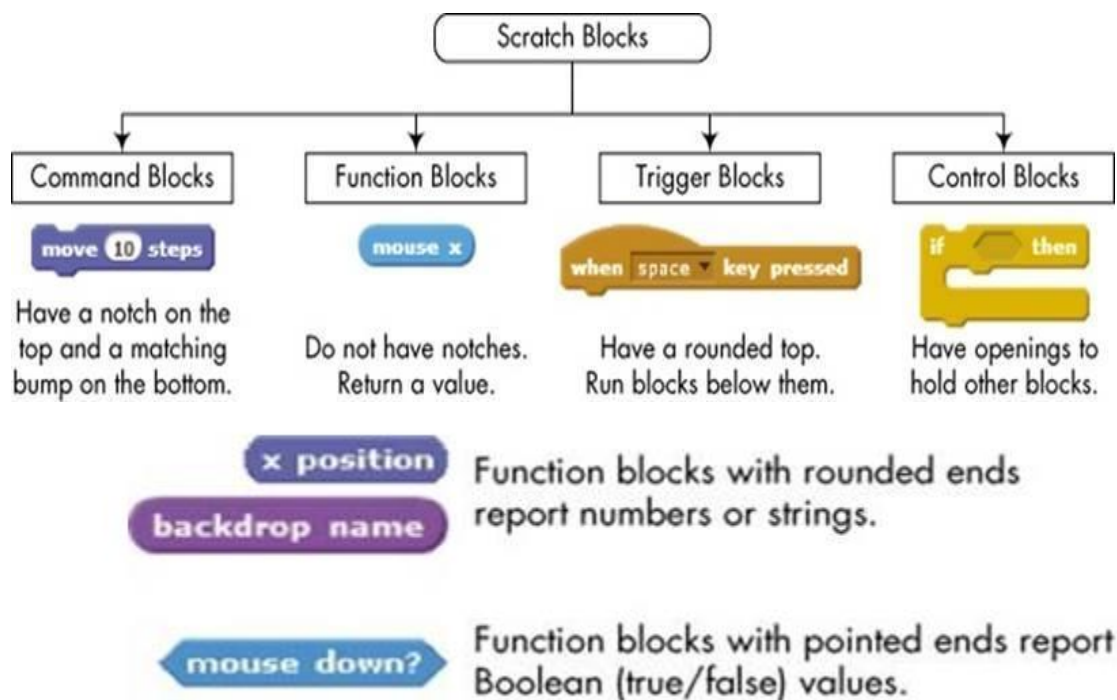 Scratch Blocks
Command Blocks
Function Blocks
Trigger Blocks
Control Blocks
move 10 steps
mouse x
when space key pressed
if then
Have a notch on the
top and a matching
bump on the bottom.
Do not have notches.
Return a value.
Have a rounded top.
Run blocks below them.
Have openings to
hold other blocks.
x position
backdrop name
Function blocks with rounded ends
report numbers or strings.
mouse down?
Function blocks with pointed ends report
Boolean (true/false) values.